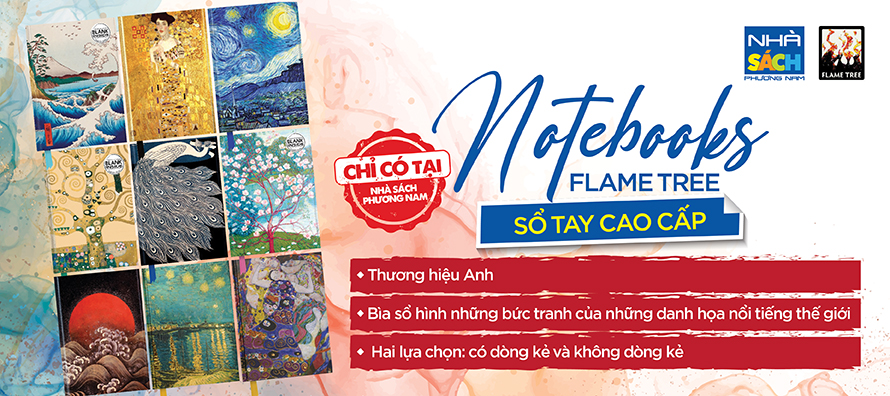 BLANK
NHÀ
SÁCH
PHƯƠNG NAM
FLAME TREE
Notebooks
FLAME TREE
CHỈ CÓ TẠI
NHÀ SÁCH
PHƯƠNG NAM
SỔ TAY CAO CẤP
BLANK
Thương hiệu Anh
Bìa sổ hình những bức tranh của những danh họa nổi tiếng thế giới
Hai lựa chọn: có dòng kẻ và không dòng kẻ